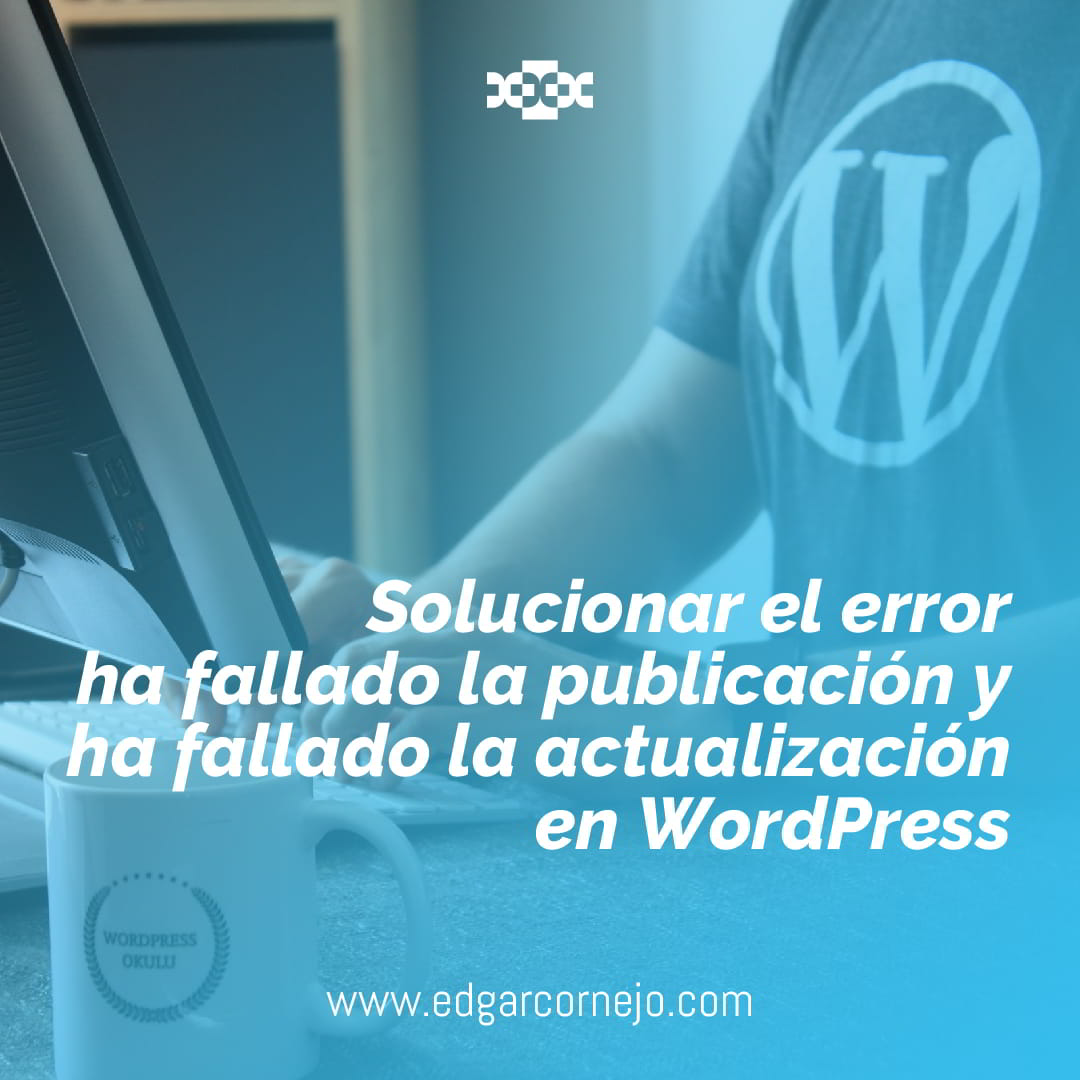 W
Solucionar el error
ha fallado la publicación y
ha fallado la actualización
en WordPress
WORDPRESS
OKULU
www.edgarcornejo.com